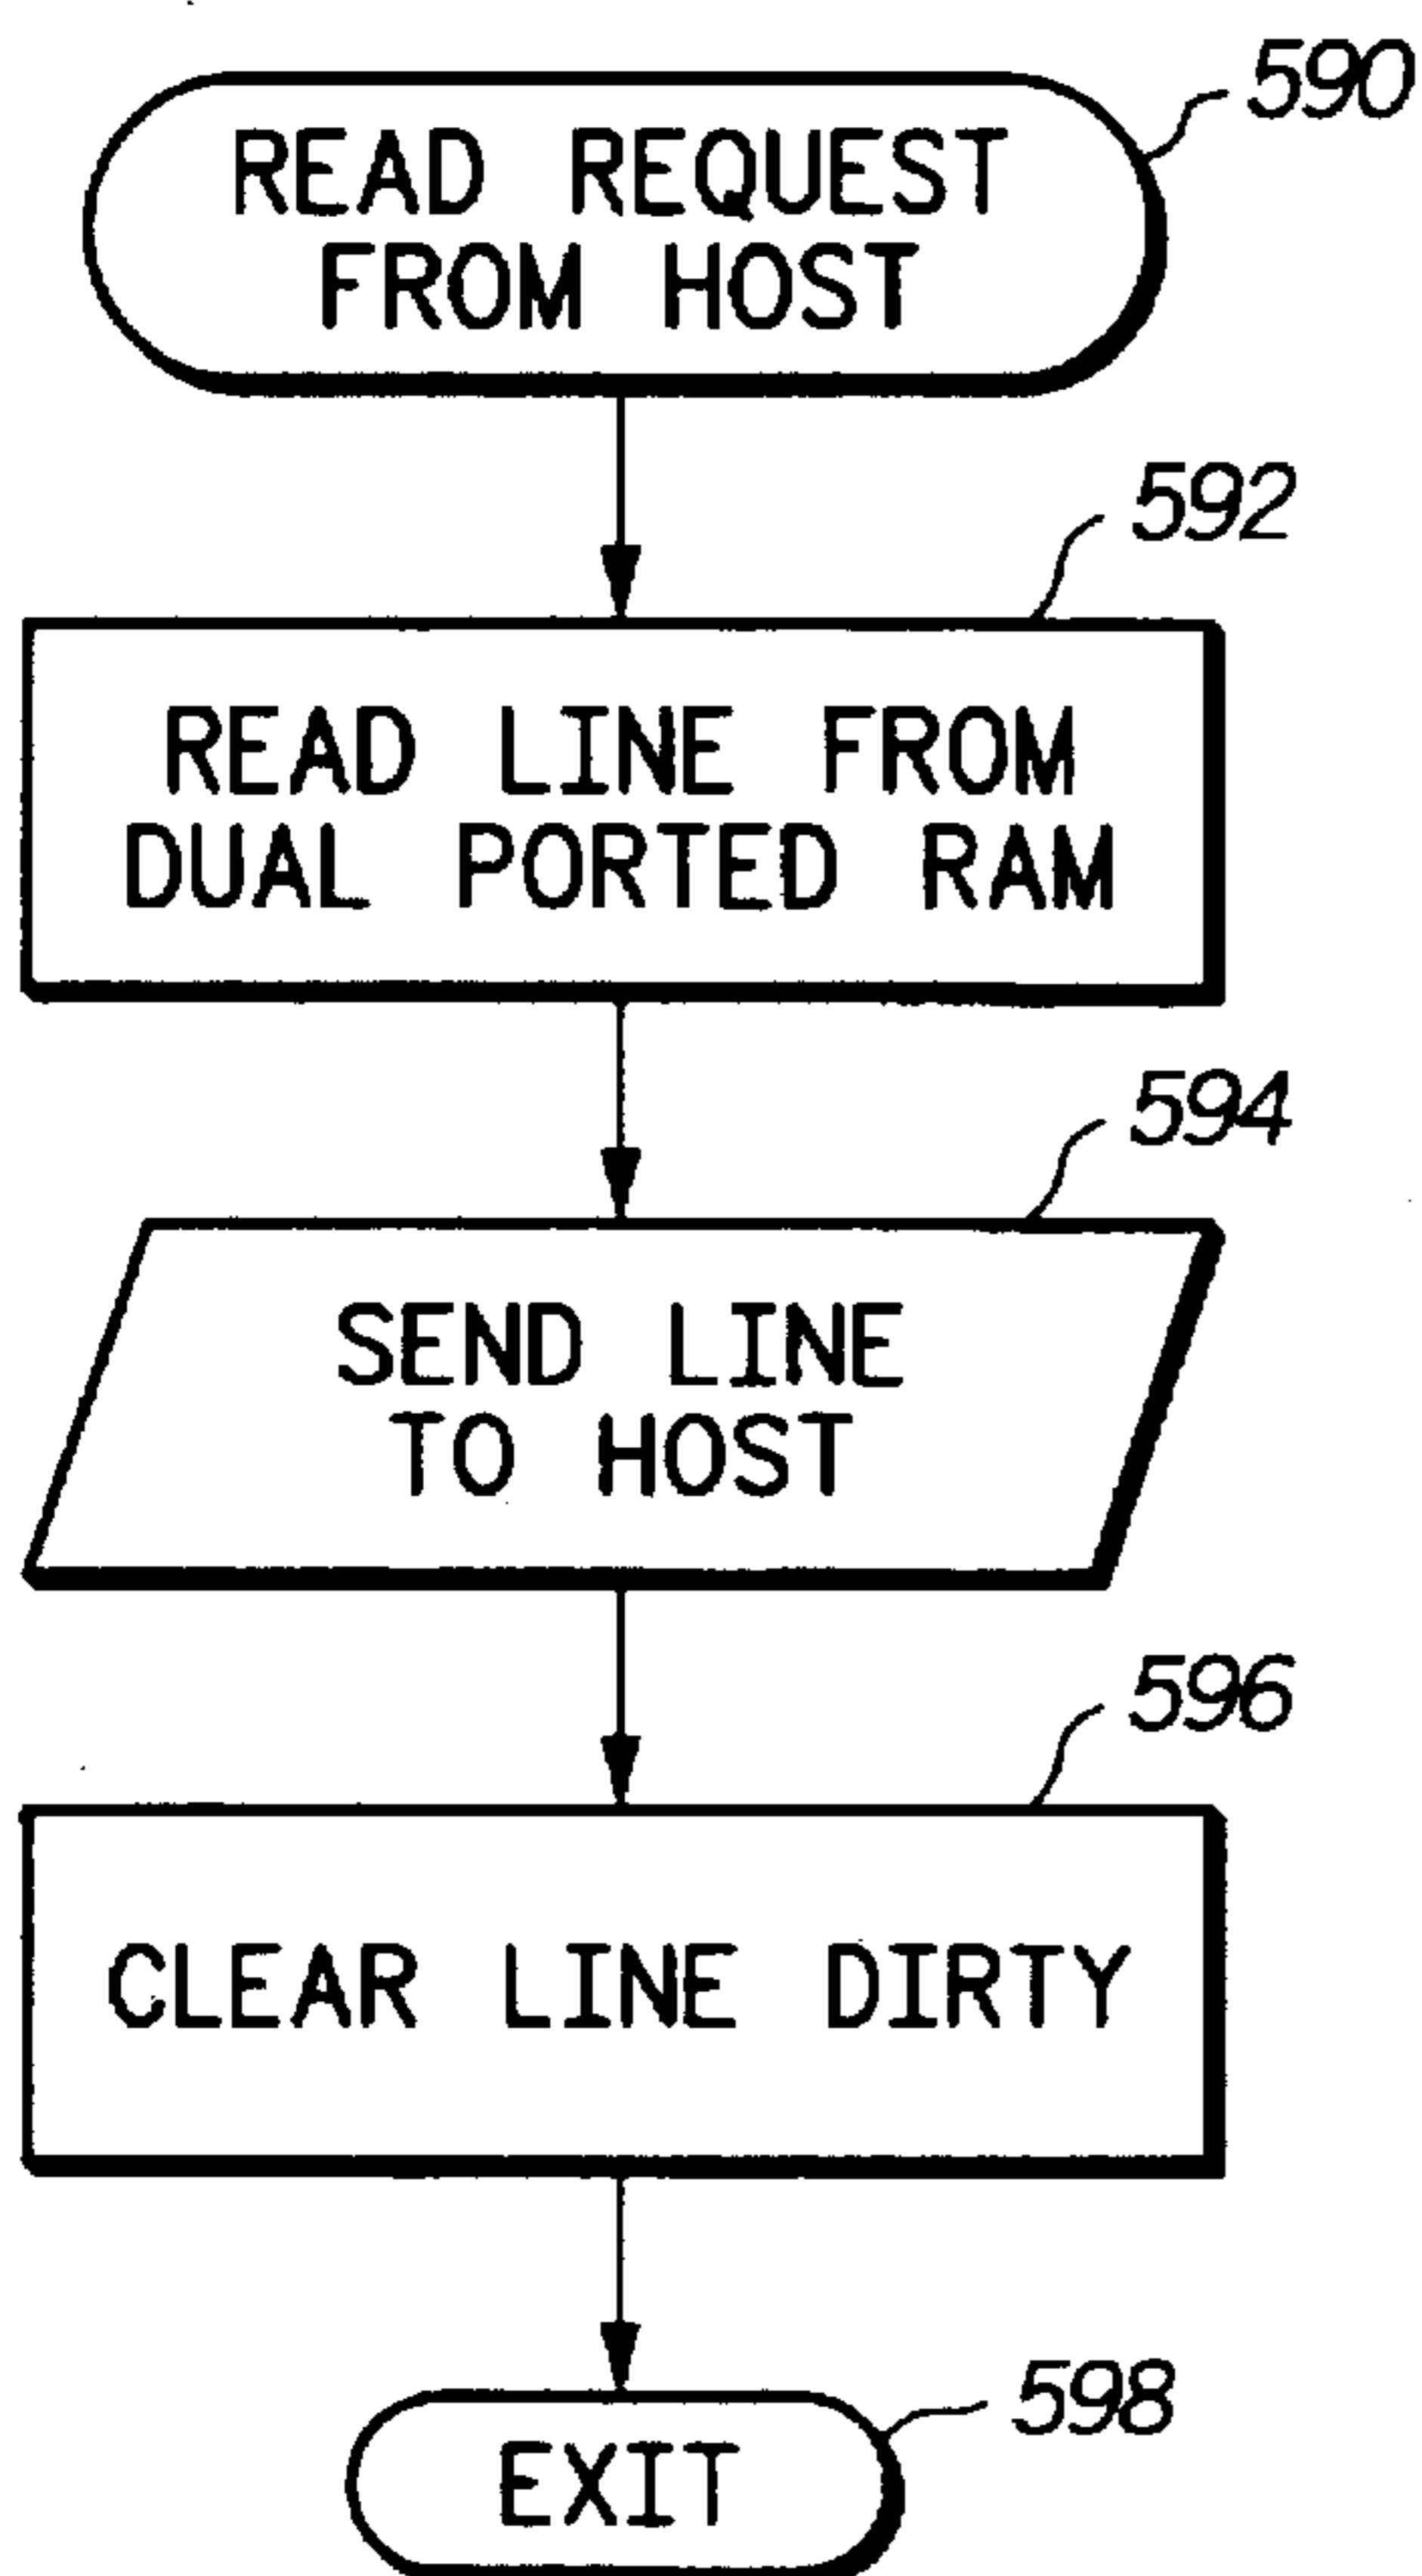 590
READ REQUEST
FROM HOST
592
READ LINE FROM
DUAL PORTED RAM
594
SEND LINE
TO HOST
596
CLEAR LINE DIRTY
598
EXIT